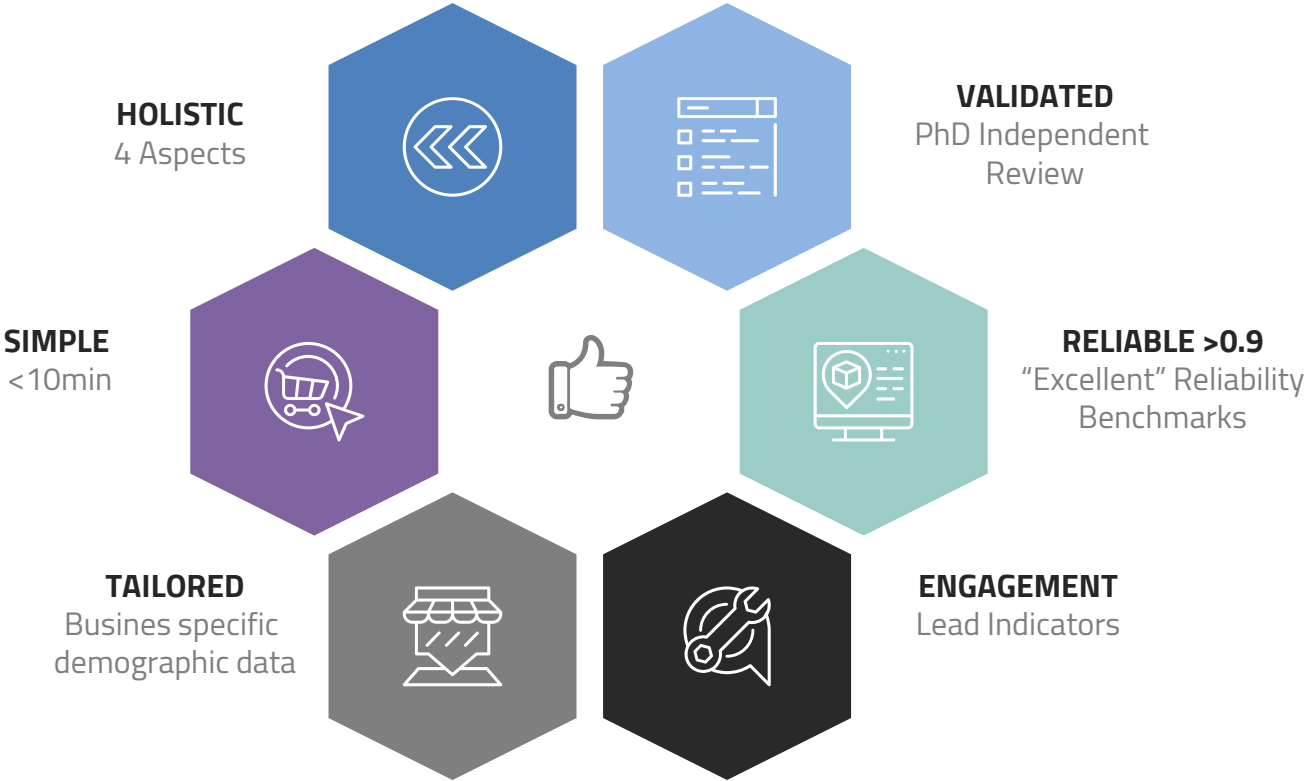 HOLISTIC
4 Aspects
VALIDATED
PhD Independent
Review
SIMPLE
<10min
RELIABLE >0.9
“Excellent” Reliability
Benchmarks
TAILORED
Busines specific
demographic data
ENGAGEMENT
Lead Indicators